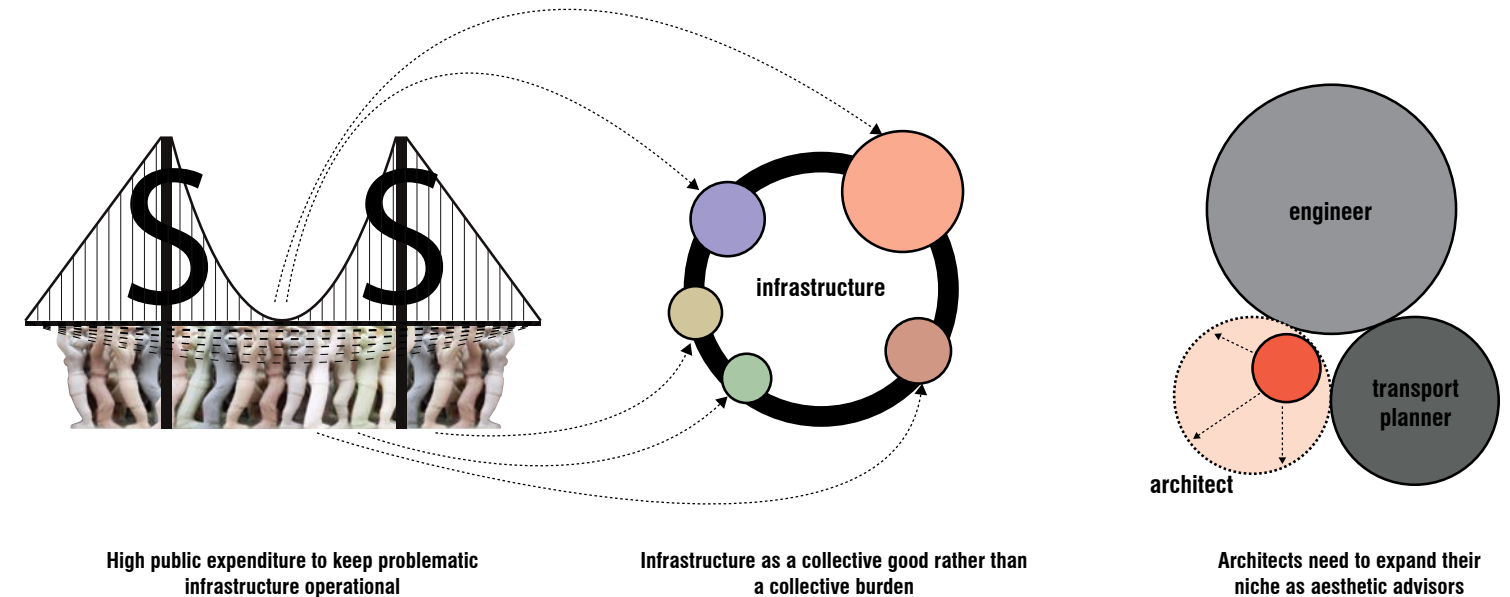 $ $
infrastructure
engineer
transport
planner
architect
High public expenditure to keep problematic
infrastructure operational
Infrastructure as a collective good rather than
a collective burden
Architects need to expand their
niche as aesthetic advisors